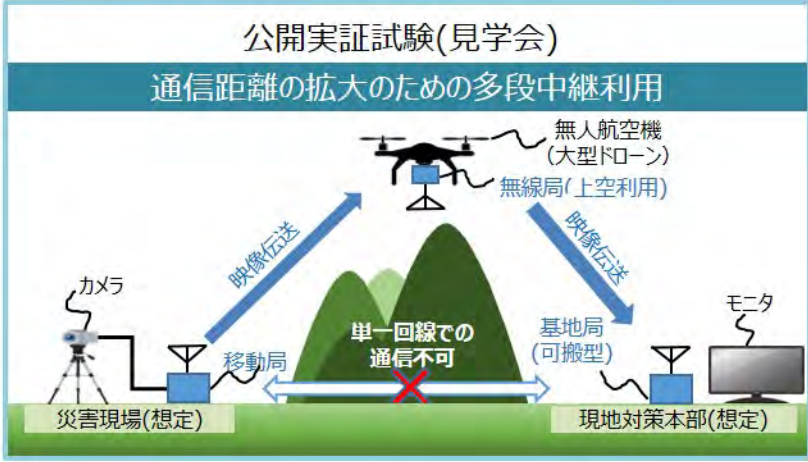 公開実証試験(見学会)
通信距離の拡大のための多段中継利用
無人航空機
(大型ドローン)
無線局(上空利用)
映像伝送
映像伝送
カメラ
移動局
単一回線での
通信不可
基地局
(可搬型)
モニタ
災害現場(想定)
現地対策本部(想定)